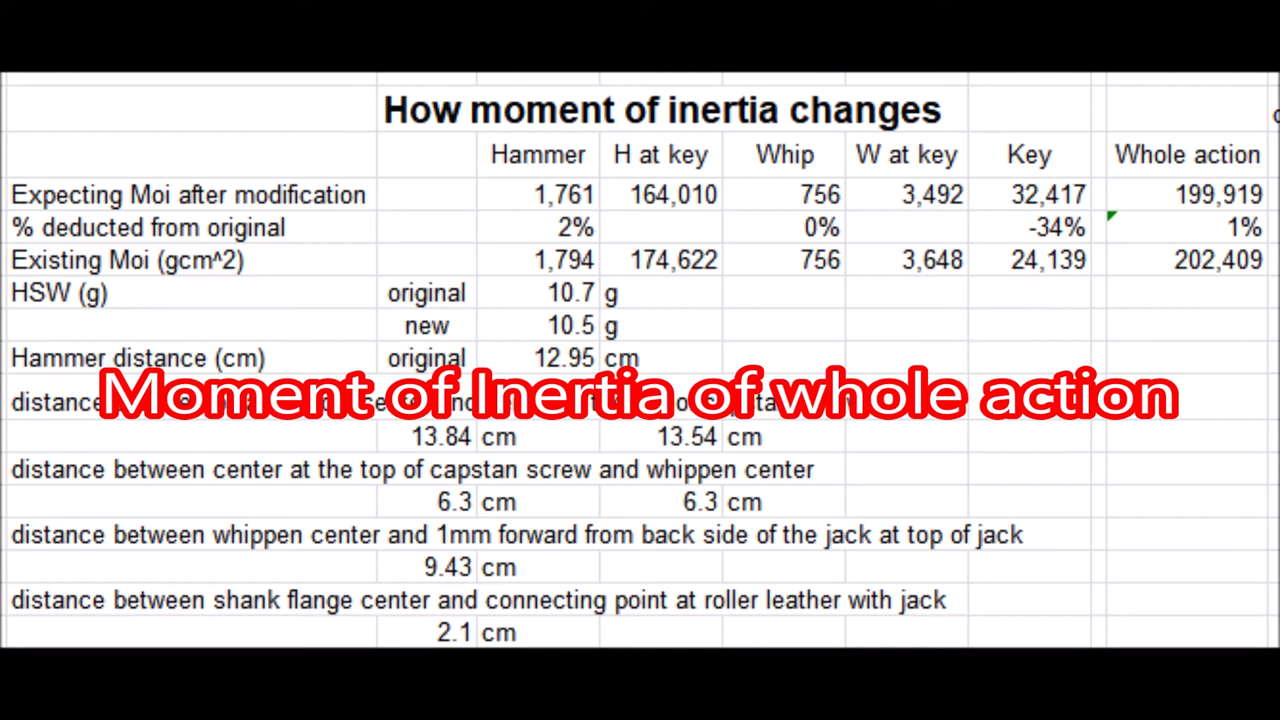 How moment of inertia changes
Hammer H at key Whip W at key Key Whole action
Expecting Moi after modification 1,761 164,010 756 3,492 32,417 199,919
% deducted from original 2% 0% -34% 1%
Existing Moi (gcm^2) 1,794 174,622 756 3,648 24,139 202,409
HSW (g) original 10.7 g
new 10.5 g
Hammer distance (cm) original 12.95 cm
Moment of Inertia of whole action
distance
13.84 cm 13.54 cm
distance between center at the top of capstan screw and whippen center
6.3 cm 6.3 cm
distance between whippen center and 1mm forward from back side of the jack at top of jack
9.43 cm
distance between shank flange center and connecting point at roller leather with jack
2.1 cm